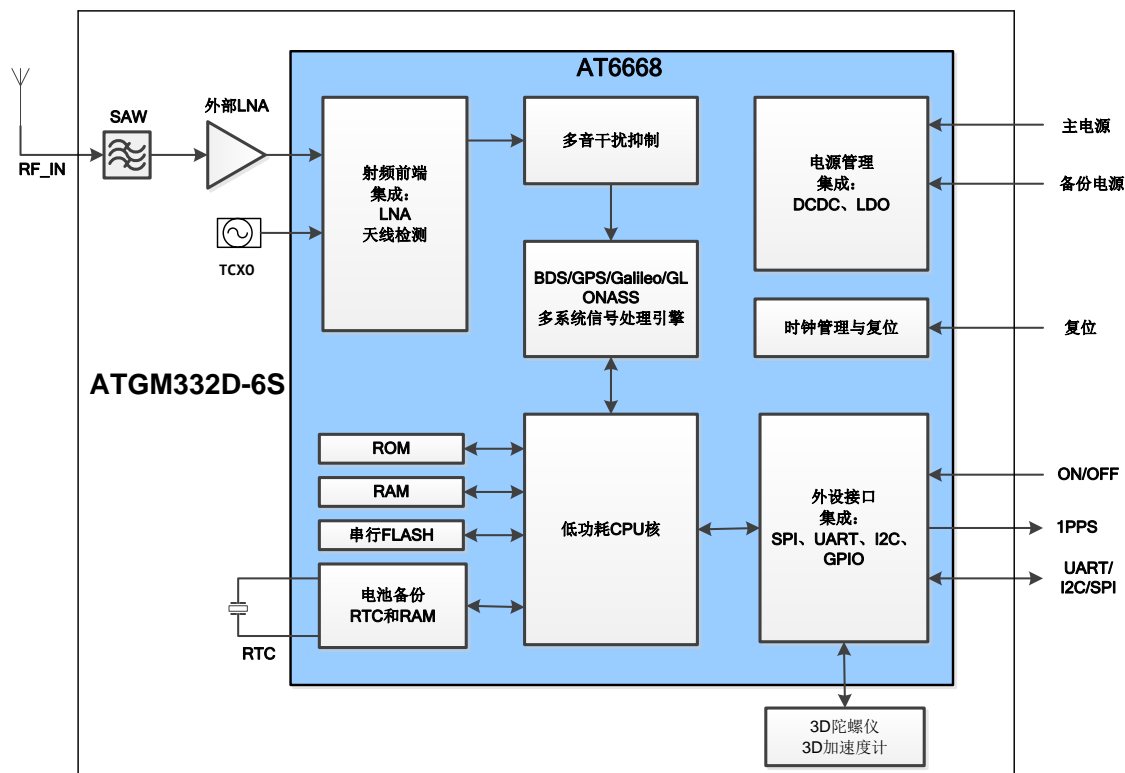 AT6668
SAW
外部LNA
RF_IN
TCXO
射频前端
集成：
LNA
天线检测
多音干扰抑制
电源管理
集成：
DCDC、LDO
主电源
备份电源
BDS/GPS/Galileo/GL
ONASS
多系统信号处理引擎
时钟管理与复位
复位
ATGM332D-6S
ROM
RAM
串行FLASH
电池备份
RTC和RAM
RTC
低功耗CPU核
外设接口
集成：
SPI、UART、I2C、
GPIO
ON/OFF
1PPS
UART/
I2C/SPI
3D陀螺仪
3D加速度计